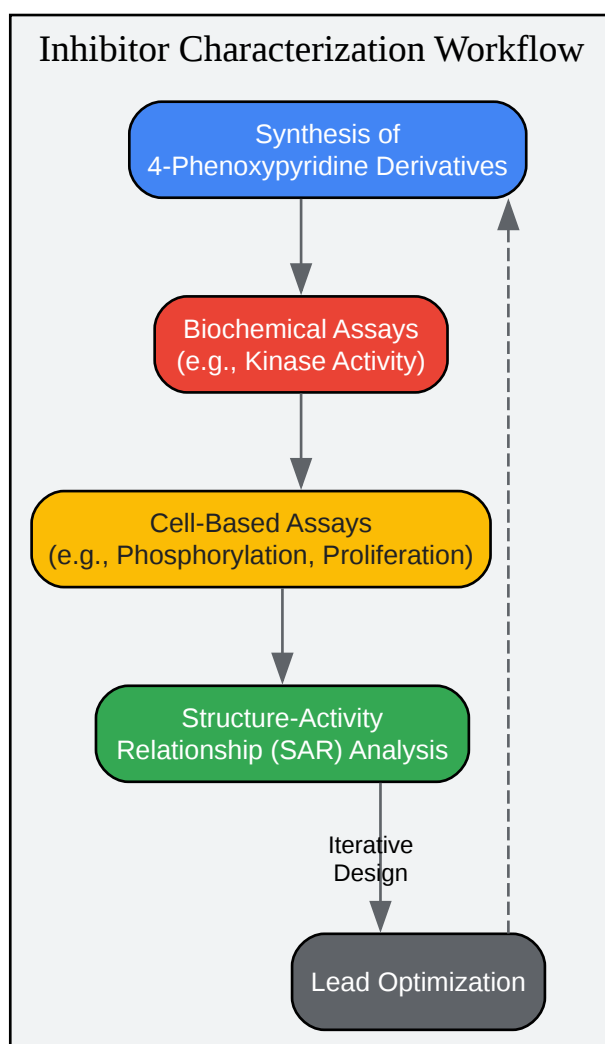 Inhibitor Characterization Workflow
Synthesis of
4-Phenoxypyridine Derivatives
Biochemical Assays
(e.g., Kinase Activity)
Cell-Based Assays
(e.g., Phosphorylation, Proliferation)
Structure-Activity
Relationship (SAR) Analysis
Iterative
Design
Lead Optimization